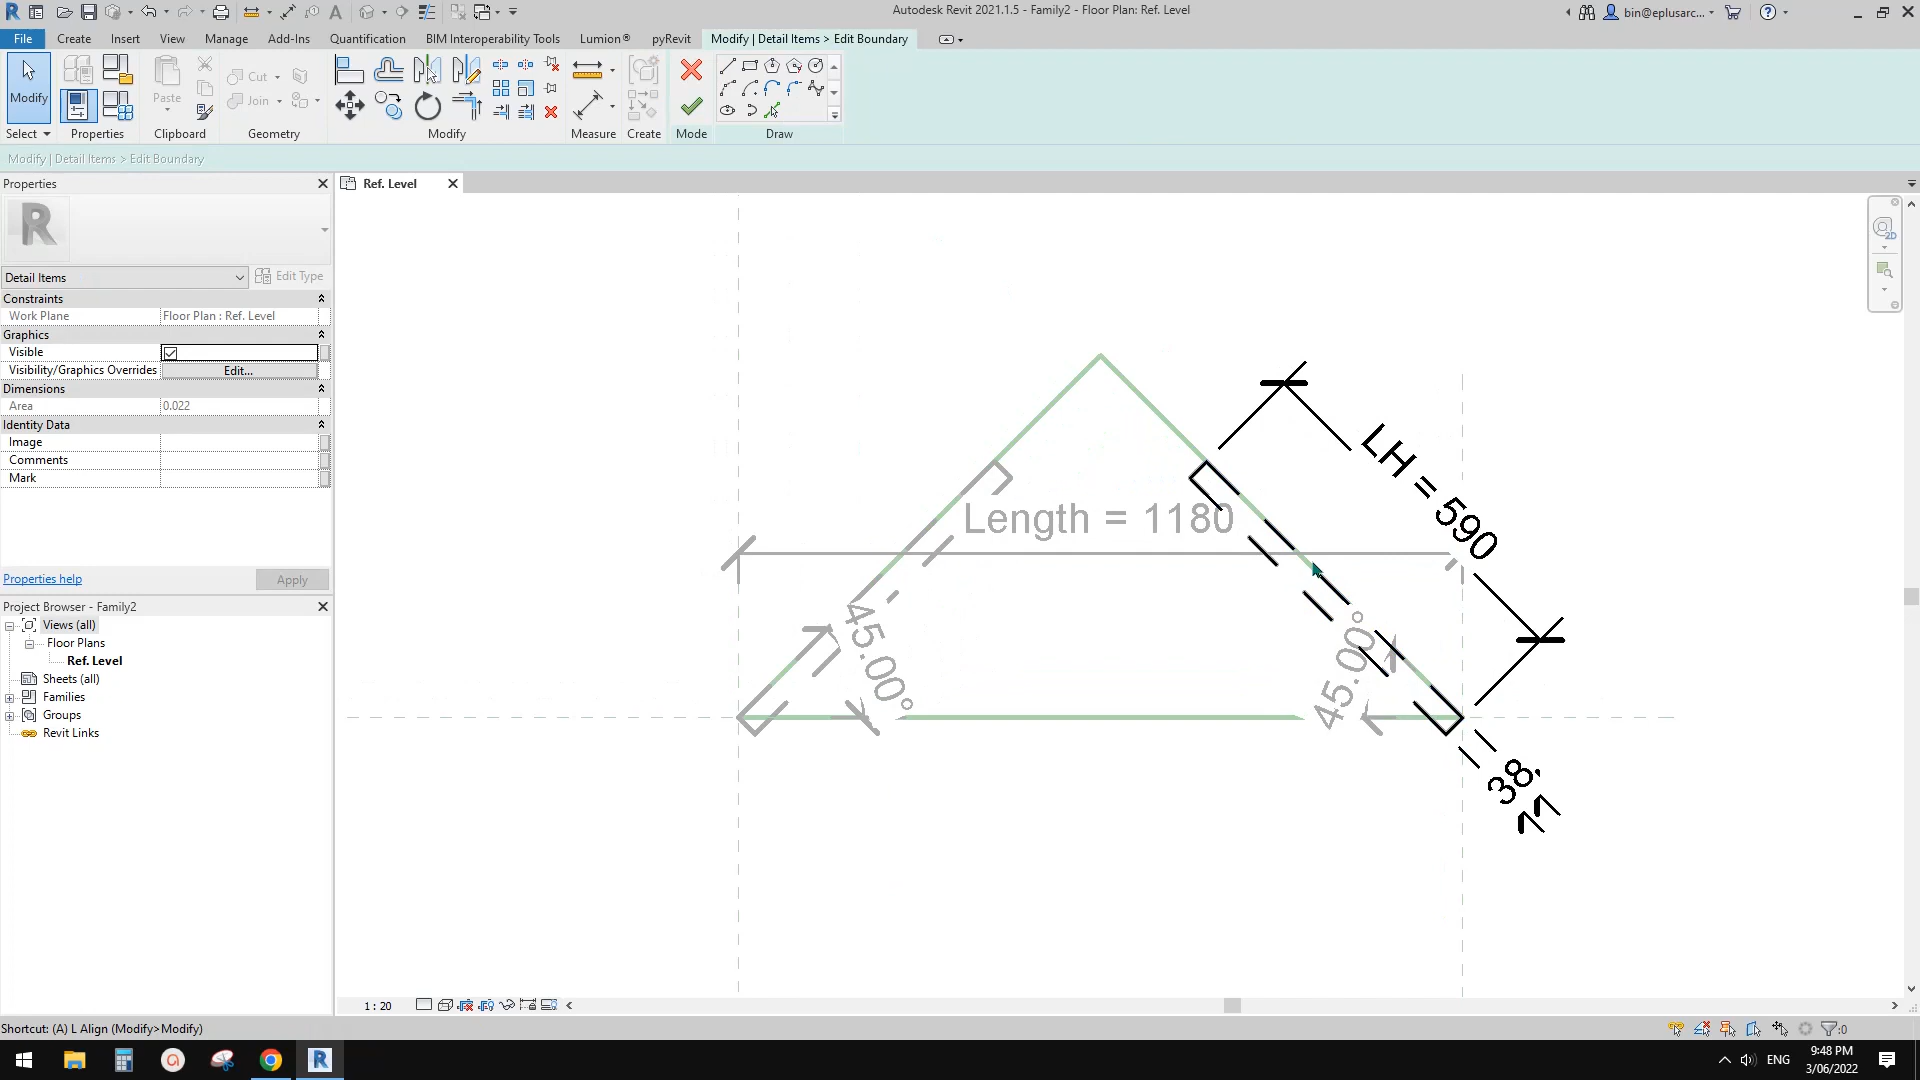 Autodesk Revit 2021.1.5 - Family2 - Floor Plan: Ref. Level
bin@eplusarc...
File Create Insert View Manage Add-Ins Quantification BIM Interoperability Tools Lumion® pyRevit Modify | Detail Items > Edit Boundary
Modify
Paste
Cut
Join
Select Properties Clipboard Geometry Modify Measure Create Mode Draw
Modify | Detail Items > Edit Boundary
Properties
Ref. Level
Detail Items
Edit Type
Constraints
Work Plane Floor Plan : Ref. Level
Graphics
Visible
Visibility/Graphics Overrides Edit...
Dimensions
Area 0.022
Identity Data
Image
Comments
Mark
Properties help Apply
Project Browser - Family2
Views (all)
Floor Plans
Ref. Level
Sheets (all)
Families
Groups
Revit Links
LH = 590
Length = 1180
45.00°
45.00°
38.
1 : 20
Shortcut: (A) L Align (Modify>Modify)
:0
ENG
9:48 PM
3/06/2022